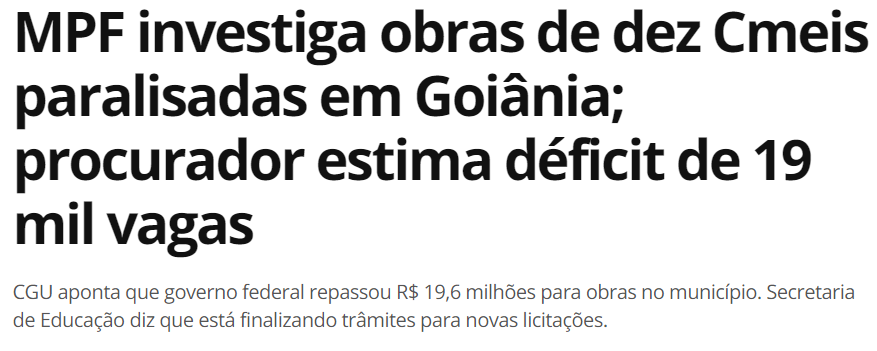 MPF investiga obras de dez Cmeis
paralisadas em Goiânia;
procurador estima déficit de 19
mil vagas
CGU aponta que governo federal repassou R$ 19,6 milhões para obras no município. Secretaria
de Educação diz que está finalizando trâmites para novas licitações.